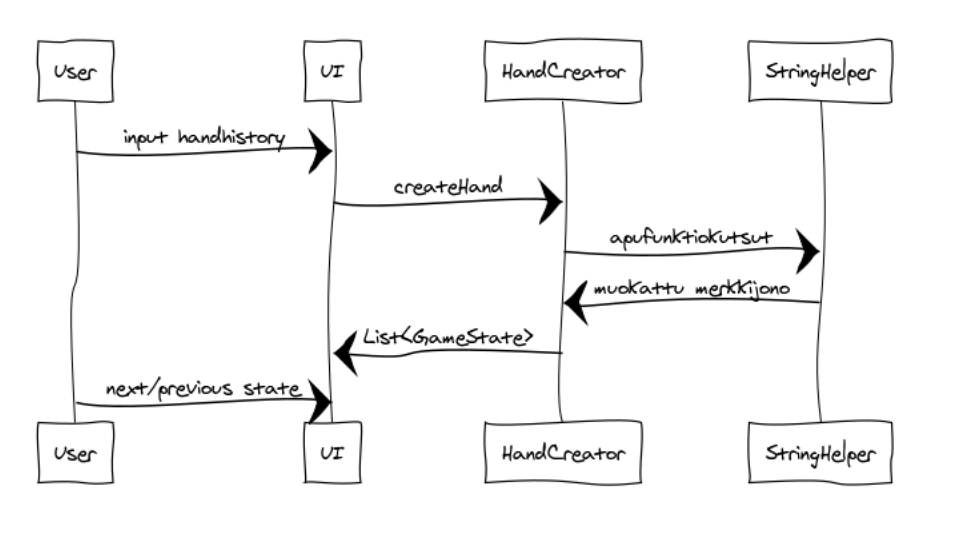 User
UI
HandCreator
StringHelper
input handhistory
createHand
apufunktiokutsut
muokattu merkkijono
List<GameState>
next/previous state
User
UI
HandCreator
StringHelper